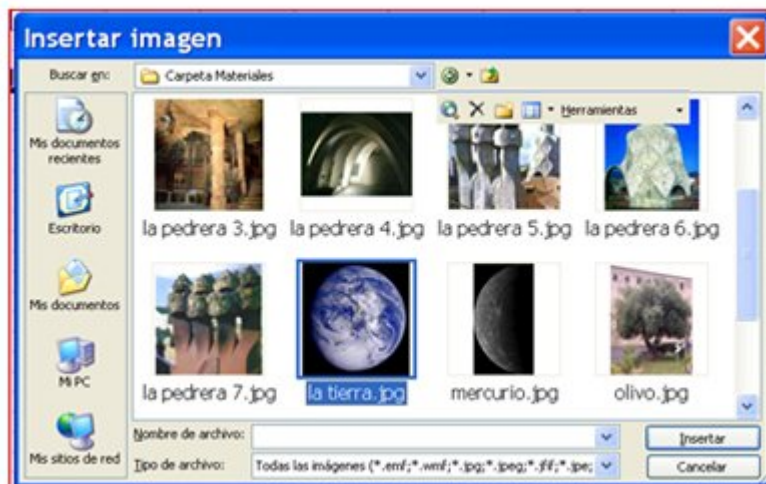 Insertar imagen
Buscar en:
Carpeta Materiales
Herramientas
Mis documentos
recientes
Escritorio
Mis documentos
Mi PC
Mis sitios de red
la pedrera 3.jpg
la pedrera 4.jpg
la pedrera 5.jpg
la pedrera 6.jpg
la pedrera 7.jpg
la tierra.jpg
mercurio.jpg
olivo.jpg
Nombre de archivo:
Insertar
Tipo de archivo:
Todas las imágenes (*.emf;*.wmf;*.jpg;*.jpeg;*.jfif;*.jpe;
Cancelar